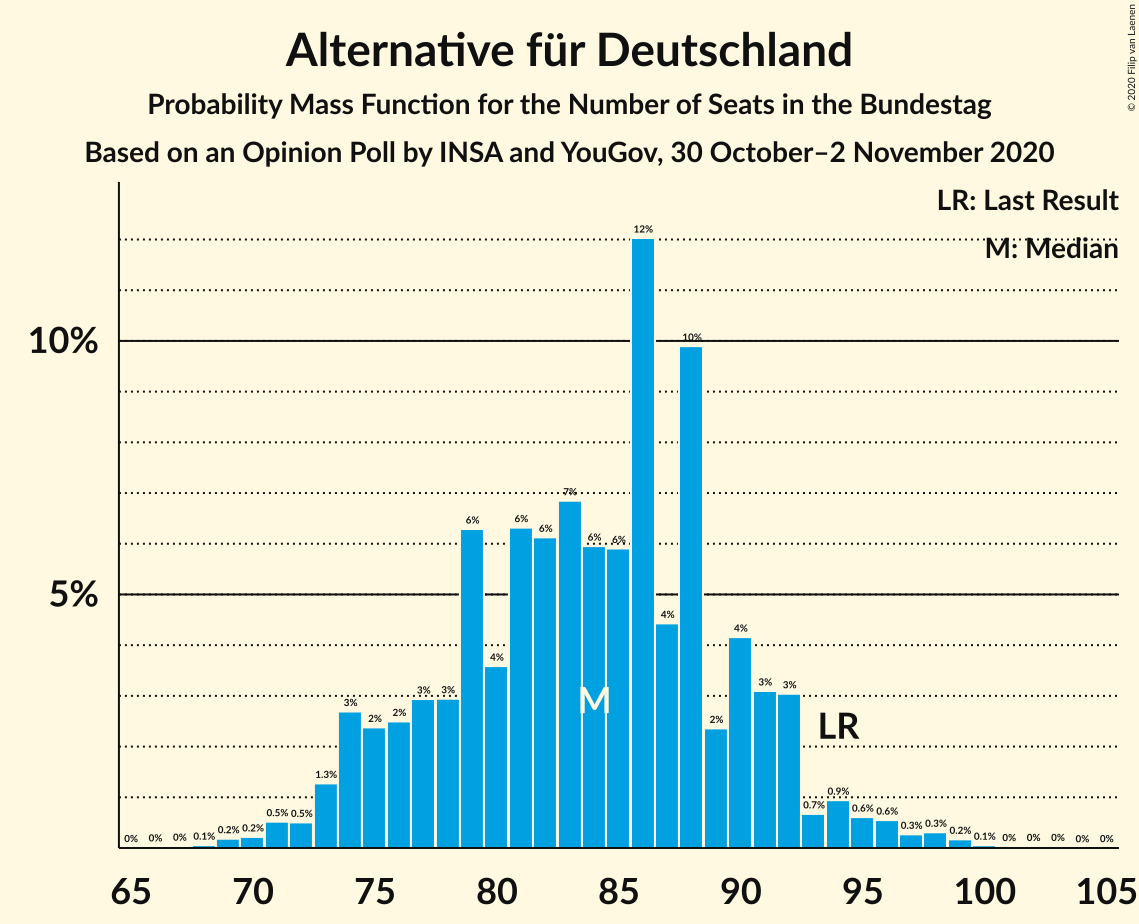 © 2020 Filip van Laenen
Alternative für Deutschland
Probability Mass Function for the Number of Seats in the Bundestag
Based on an Opinion Poll by INSA and YouGov, 30 October–2 November 2020
LR: Last Result
M: Median
10%
5%
0% 0% 0% 0.1% 0.2% 0.2% 0.5% 0.5% 1.3% 3% 2% 2% 3% 3% 6% 4% 6% 6% 7% 6% 6% 12% 4% 10% 2% 4% 3% 3% 0.7% 0.9% 0.6% 0.6% 0.3% 0.3% 0.2% 0.1% 0% 0% 0% 0% 0%
M
LR
65 70 75 80 85 90 95 100 105